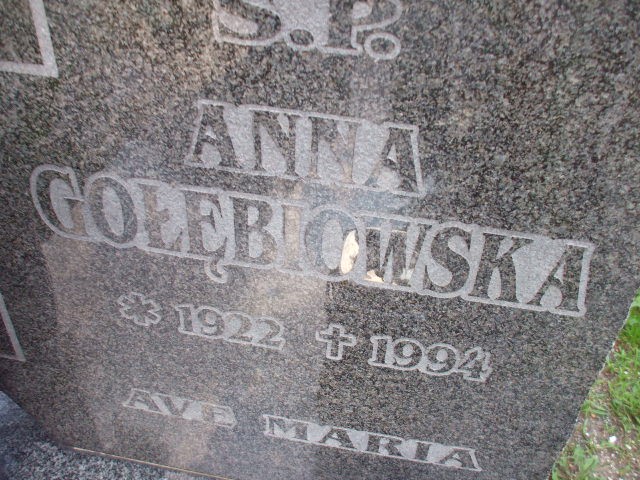 Ś.P.
ANNA
GOŁĘBIOWSKA
* 1922 ✝ 1994
AVE MARIA